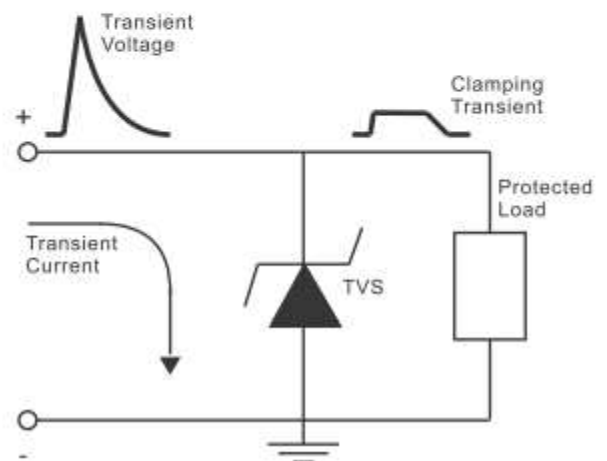 Transient
Voltage
Clamping
Transient
+
Protected
Load
Transient
Current
TVS
-